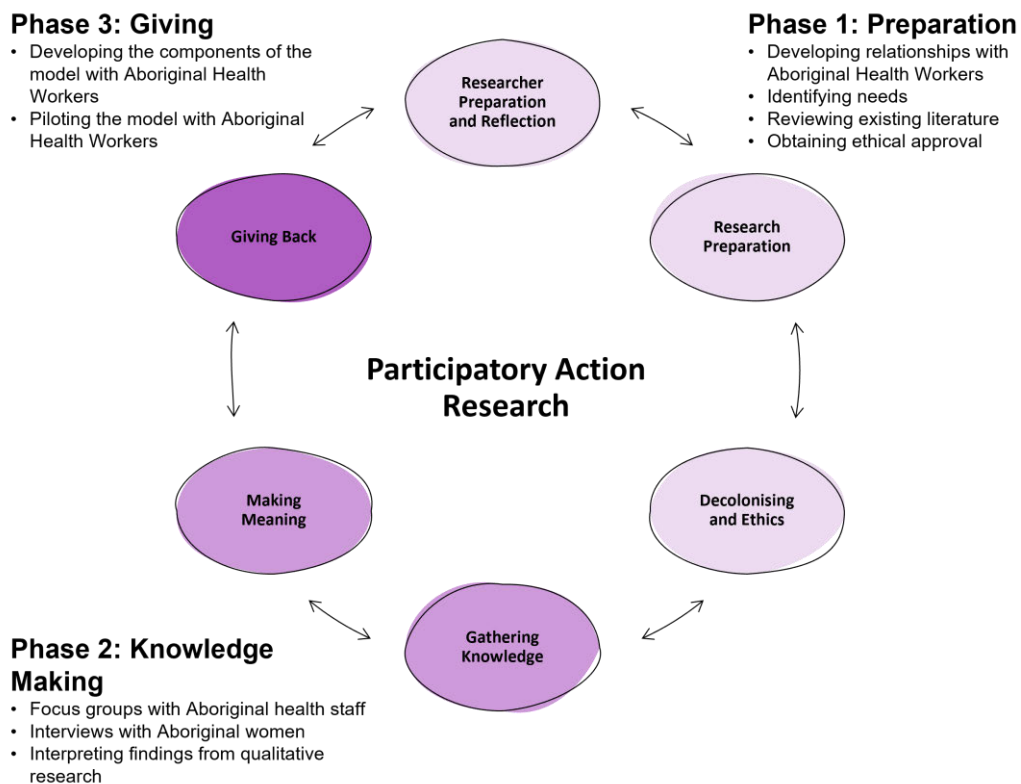 Phase 3: Giving
• Developing the components of the
model with Aboriginal Health
Workers
• Piloting the model with Aboriginal
Health Workers
Phase 1: Preparation
• Developing relationships with
Aboriginal Health Workers
• Identifying needs
• Reviewing existing literature
• Obtaining ethical approval
Researcher
Preparation
and Reflection
Giving Back
Research
Preparation
Participatory Action
Research
Making
Meaning
Decolonising
and Ethics
Gathering
Knowledge
Phase 2: Knowledge
Making
• Focus groups with Aboriginal health staff
• Interviews with Aboriginal women
• Interpreting findings from qualitative
research